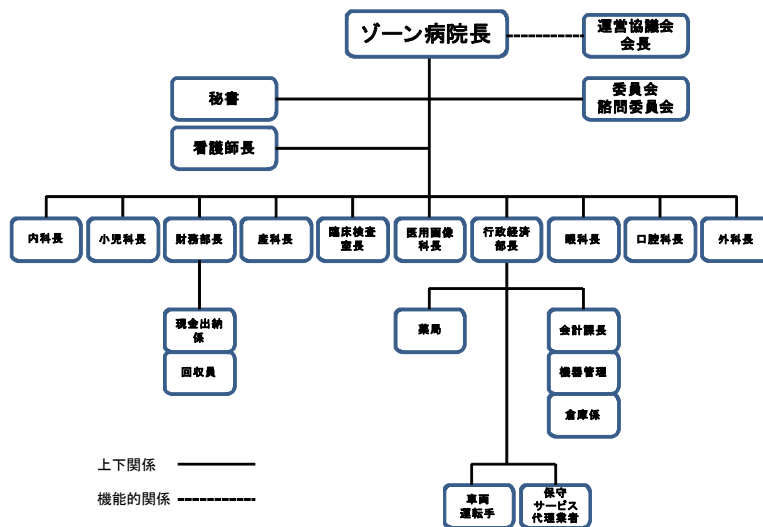 ゾーン病院長
運営協議会
会長
秘書
委員会
諮問委員会
看護師長
内科長
小児科長
財務部長
産科長
臨床検査
室長
医用画像
科長
行政経済
部長
眼科長
口腔科長
外科長
現金出納
係
回収員
薬局
会計課長
機器管理
倉庫係
上下関係
機能的関係
車両
運転手
保守
サービス
代理業者